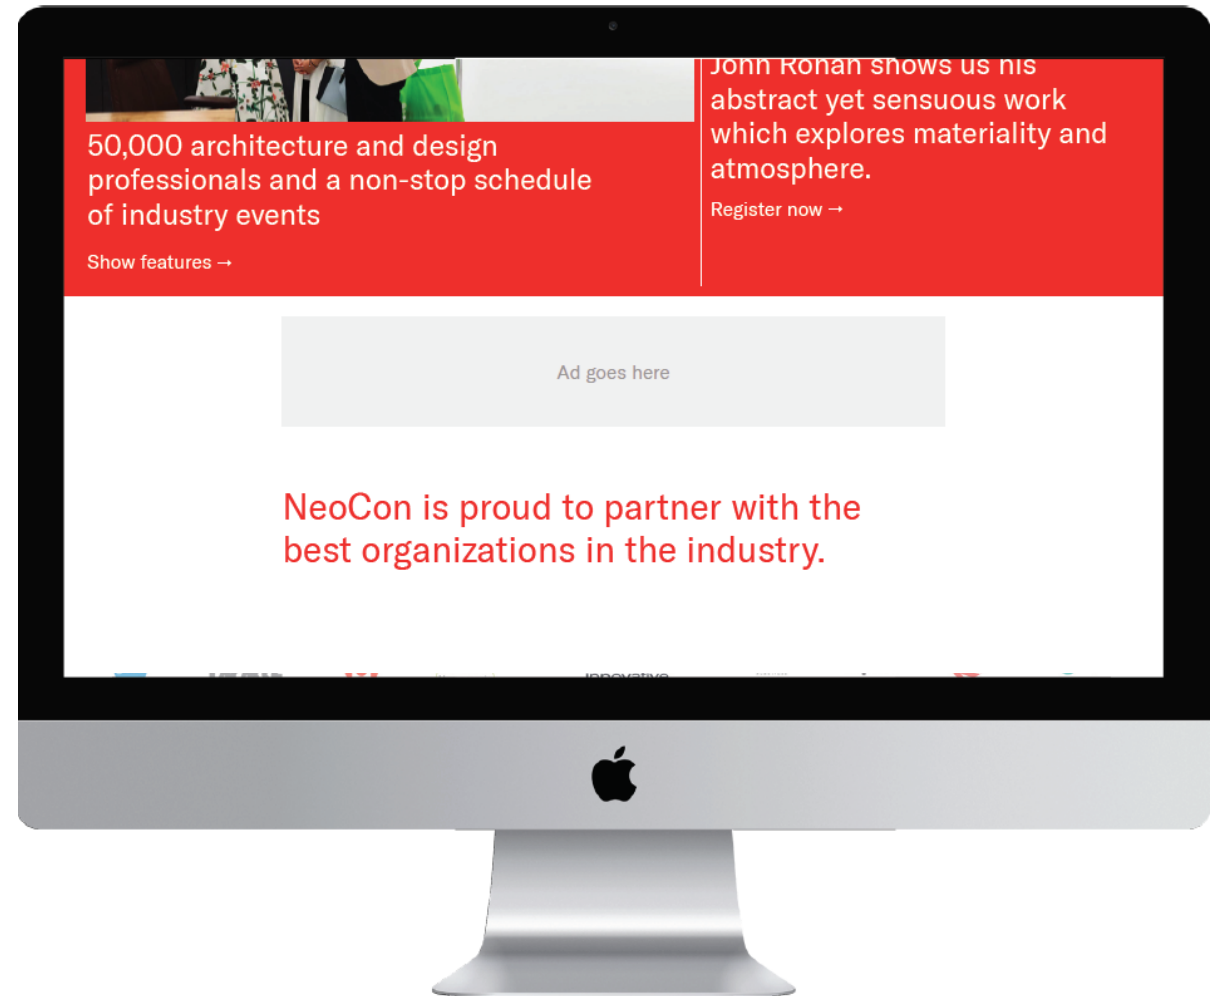 50,000 architecture and design
professionals and a non-stop schedule
of industry events
Show features →
John Ronan shows us his
abstract yet sensuous work
which explores materiality and
atmosphere.
Register now →
Ad goes here
NeoCon is proud to partner with the
best organizations in the industry.
innovative